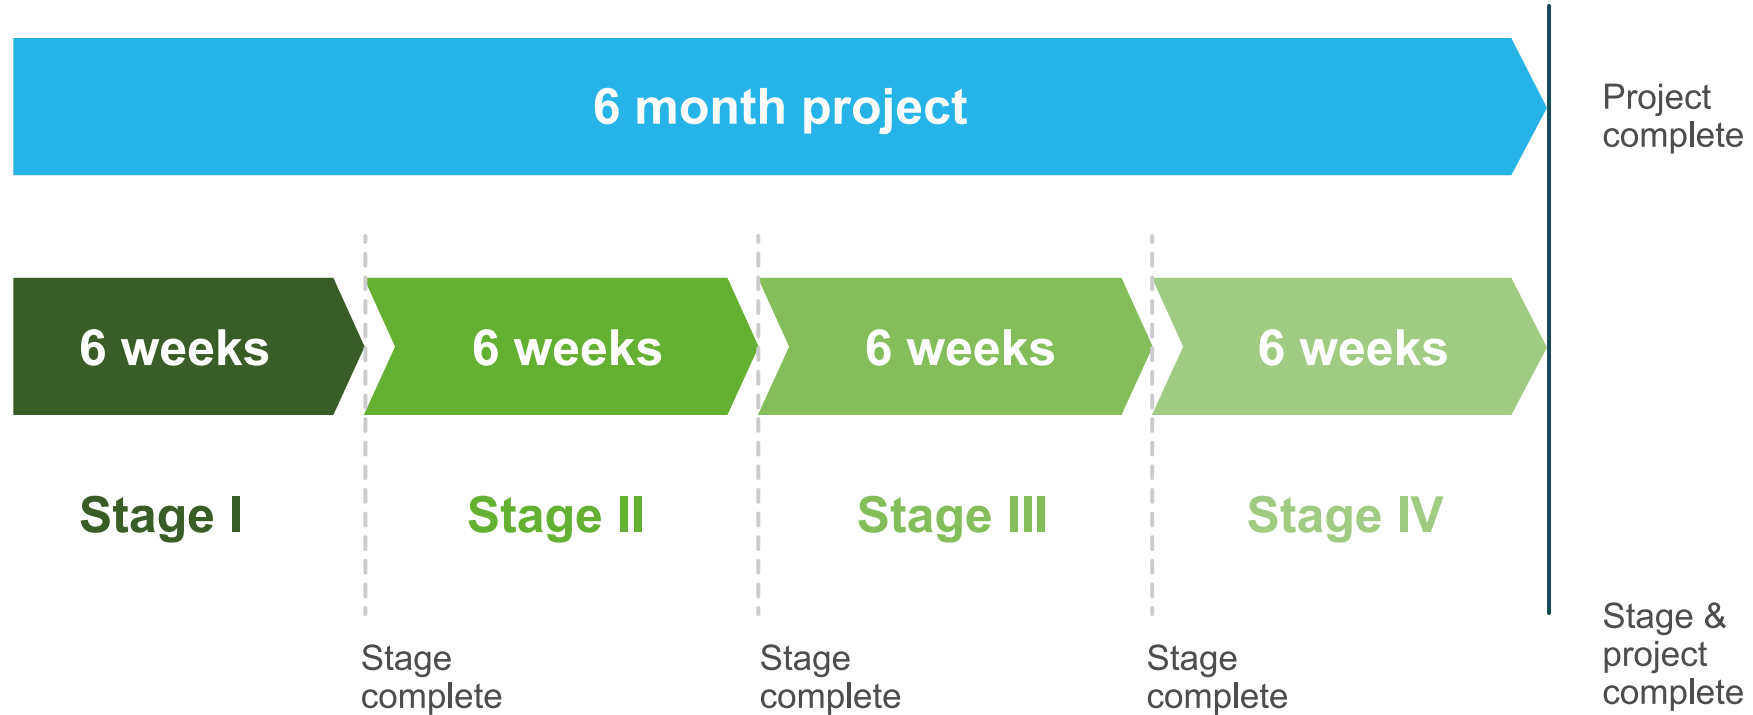 6 month project
Project
complete
6 weeks
6 weeks
6 weeks
6 weeks
Stage I
Stage II
Stage III
Stage IV
Stage
complete
Stage
complete
Stage
complete
Stage &
project
complete